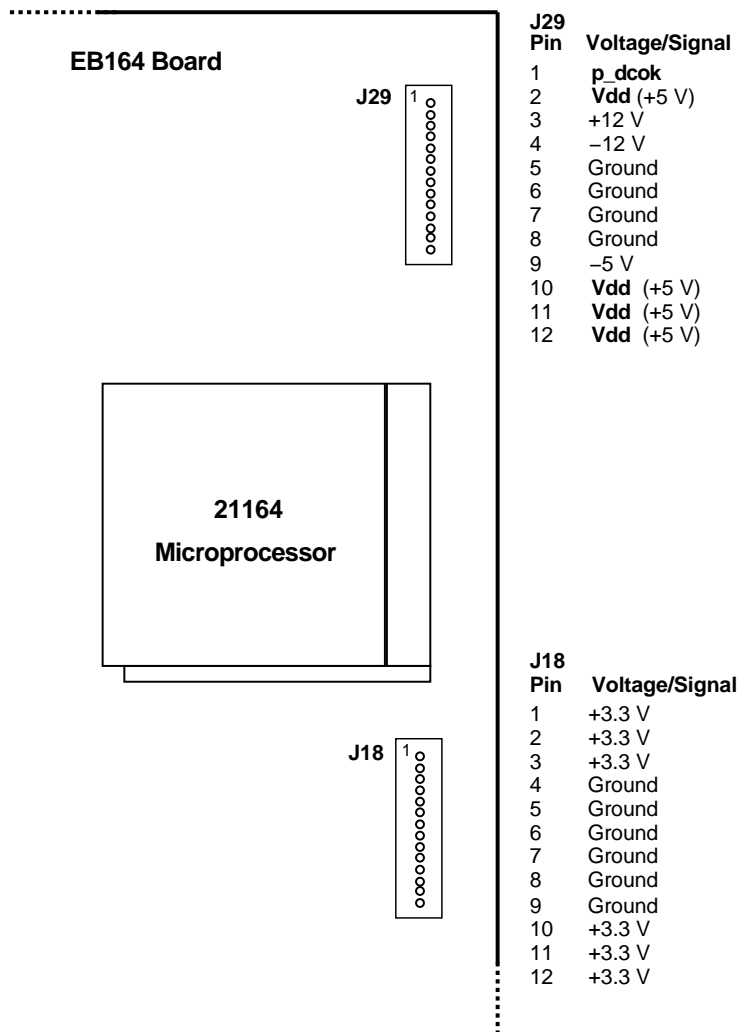 EB164 Board
J29
1
21164
Microprocessor
J18
1
J29
Pin Voltage/Signal
1 p_dcok
2 Vdd (+5 V)
3 +12 V
4 –12 V
5 Ground
6 Ground
7 Ground
8 Ground
9 –5 V
10 Vdd (+5 V)
11 Vdd (+5 V)
12 Vdd (+5 V)
J18
Pin Voltage/Signal
1 +3.3 V
2 +3.3 V
3 +3.3 V
4 Ground
5 Ground
6 Ground
7 Ground
8 Ground
9 Ground
10 +3.3 V
11 +3.3 V
12 +3.3 V